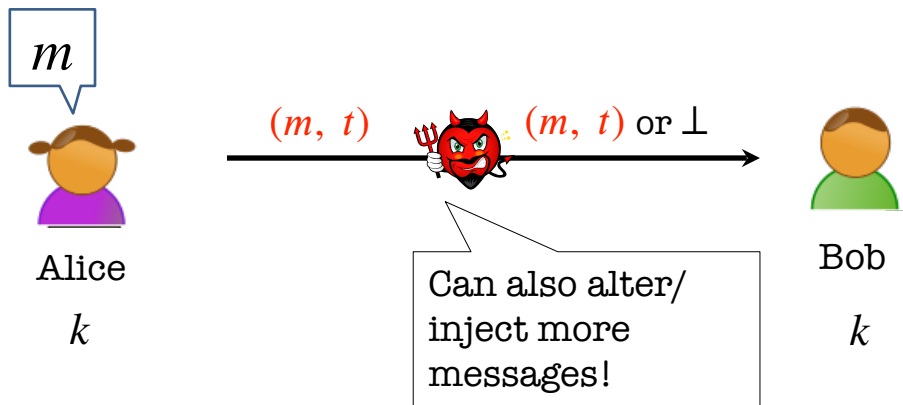 m
(m, t)
(m, t) or ⊥
Alice
k
Can also alter/
inject more
messages!
Bob
k